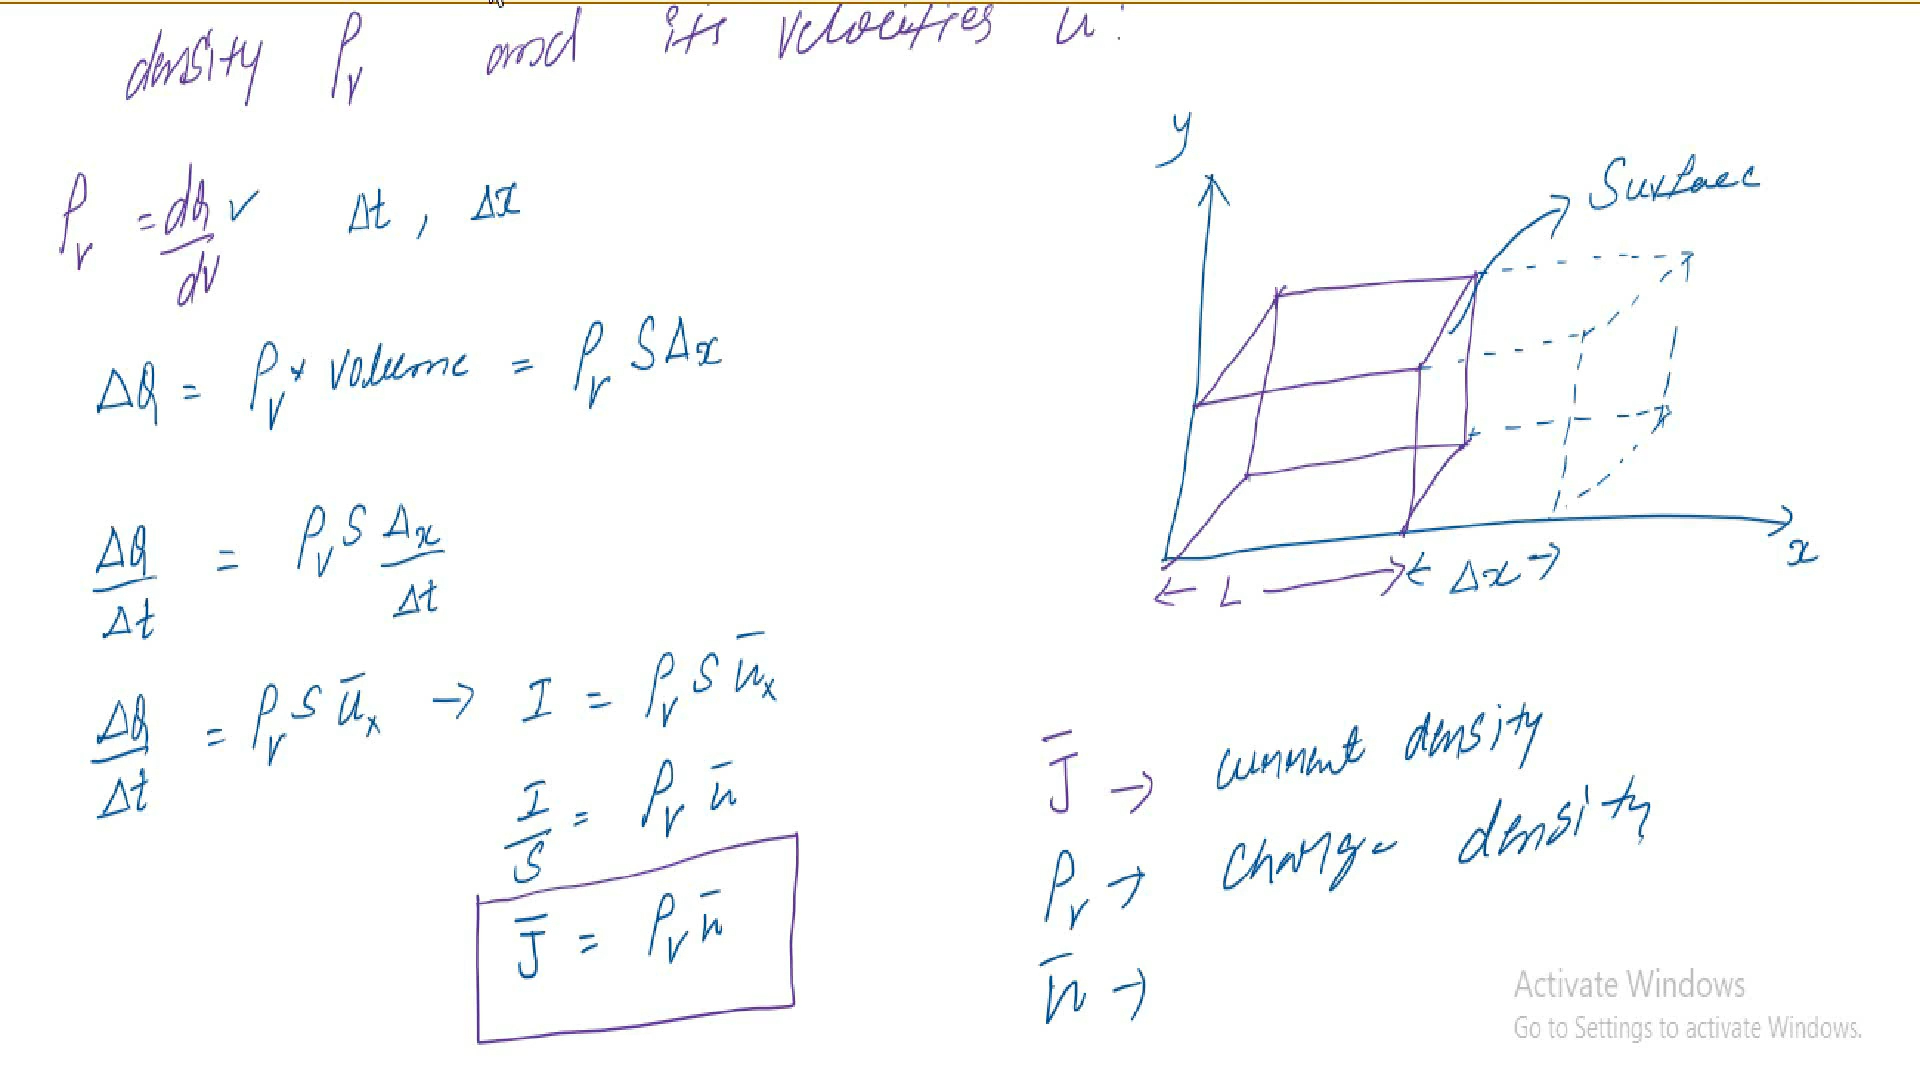 density ρv and its velocities u.
ρv = dQ/dv ✓ Δt, Δx
ΔQ = ρv × volume = ρv S Δx
ΔQ/Δt = ρv S Δx/Δt
ΔQ/Δt = ρv S ūx → I = ρv S ūx
I/S = ρv ū
J̄ = ρv ū
y
Surface
x
← L → ← Δx →
J̄ → current density
ρv → charge density
ū →
Activate Windows
Go to Settings to activate Windows.